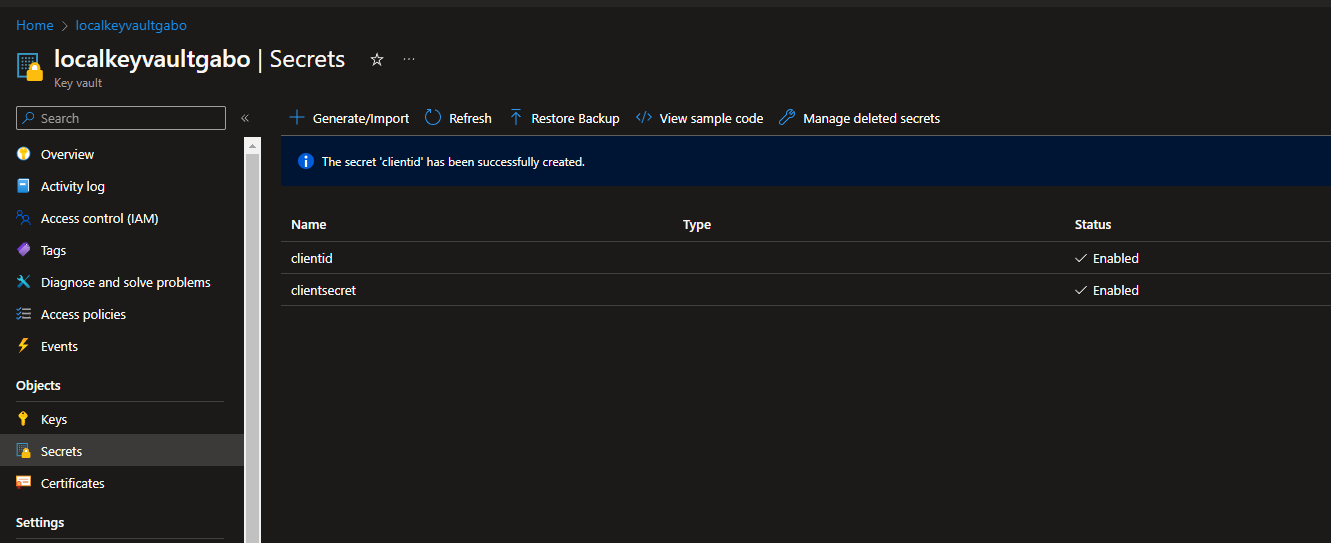 Home > localkeyvaultgabo
localkeyvaultgabo | Secrets
Key vault
Search
Overview
Activity log
Access control (IAM)
Tags
Diagnose and solve problems
Access policies
Events
Objects
Keys
Secrets
Certificates
Settings
Generate/Import Refresh Restore Backup View sample code Manage deleted secrets
The secret 'clientid' has been successfully created.
Name Type Status
clientid Enabled
clientsecret Enabled